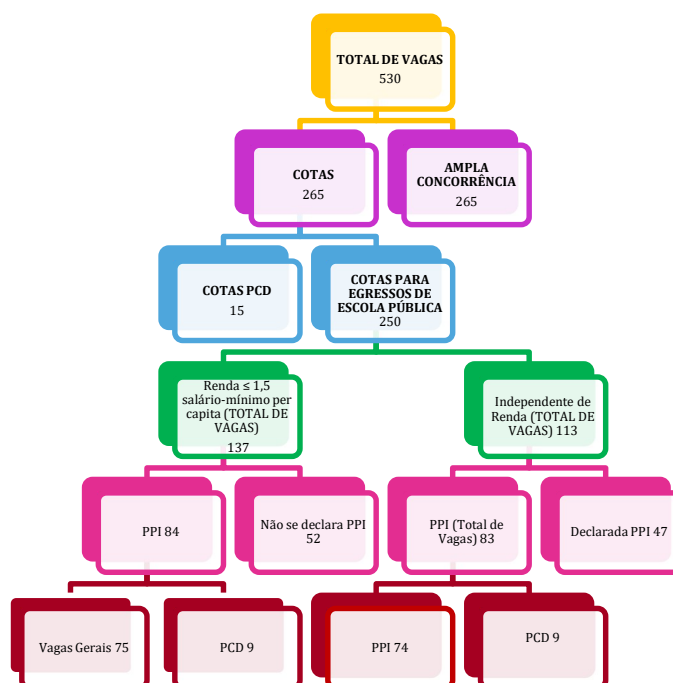 TOTAL DE VAGAS
530
COTAS
265
AMPLA
CONCORRÊNCIA
265
COTAS PCD
15
COTAS PARA
EGRESSOS DE
ESCOLA PÚBLICA
250
Renda ≤ 1,5
salário-mínimo per
capita (TOTAL DE
VAGAS)
137
Independente de
Renda (TOTAL DE
VAGAS) 113
PPI 84
Não se declara PPI
52
PPI (Total de
Vagas) 83
Declarada PPI 47
Vagas Gerais 75
PCD 9
PPI 74
PCD 9